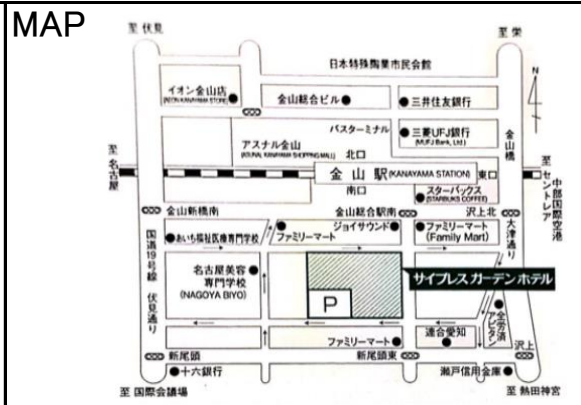 MAP
至 伏見
至 栄
日本特殊陶業市民会館
N
イオン金山店
(AEON KANAYAMA STORE)
金山総合ビル
三井住友銀行
バスターミナル
三菱UFJ銀行
(MUFJ Bank, Ltd.)
アスナル金山
(ASUNAL KANAYAMA SHOPPING MALL)
北口
金山橋
至 名古屋
金山駅(KANAYAMA STATION)
東口
至 セントレア
中部国際空港
南口
スターバックス
(STARBUKS COFFEE)
金山新橋南
金山総合駅南
沢上北
あいち福祉医療専門学校
ファミリーマート
ジョイサウンド
ファミリーマート
(Family Mart)
大津通り
国道19号線 伏見通り
名古屋美容
専門学校
(NAGOYA BIYO)
サイプレスガーデンホテル
P
全労済
アピタン
ファミリーマート
連合愛知
新尾頭
新尾頭東
沢上
十六銀行
瀬戸信用金庫
至 国際会議場
至 熱田神宮